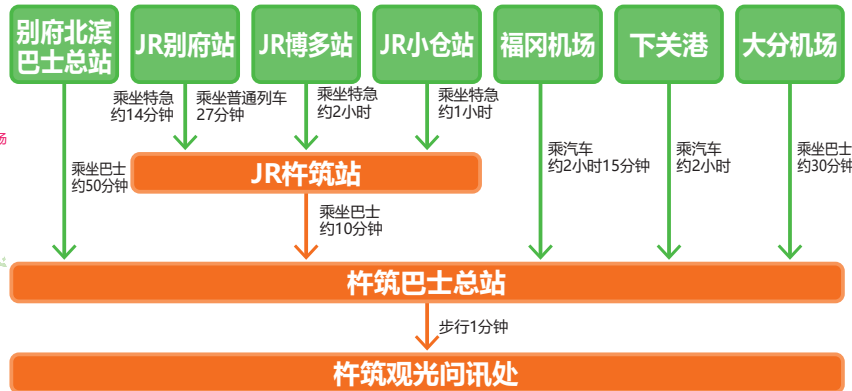 别府北滨
巴士总站
JR别府站
JR博多站
JR小仓站
福冈机场
下关港
大分机场
乘坐特急
约14分钟
乘坐普通列车
27分钟
乘坐特急
约2小时
乘坐特急
约1小时
场
乘坐巴士
约50分钟
乘汽车
约2小时15分钟
乘汽车
约2小时
乘坐巴士
约30分钟
JR杵筑站
乘坐巴士
约10分钟
杵筑巴士总站
步行1分钟
杵筑观光问讯处